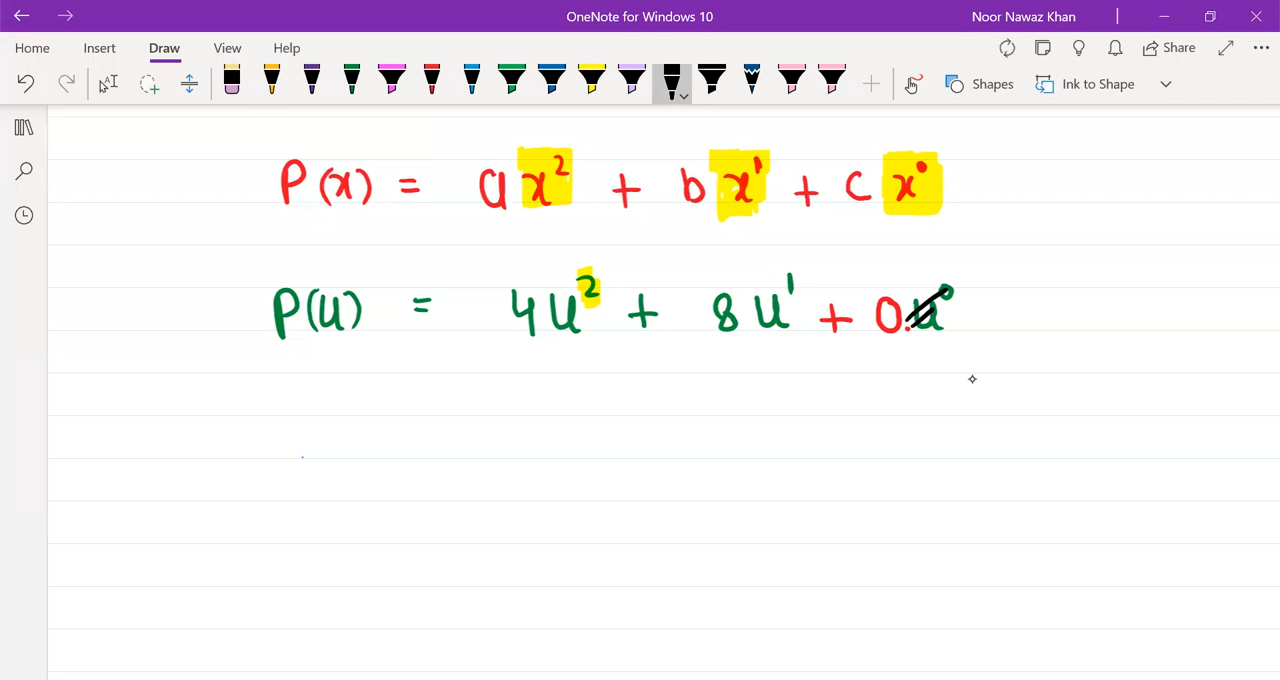 OneNote for Windows 10 Noor Nawaz Khan
Home Insert Draw View Help Share
Shapes Ink to Shape
P(x) = ax² + bx¹ + cx⁰
P(u) = 4u² + 8u¹ + 0.u⁰